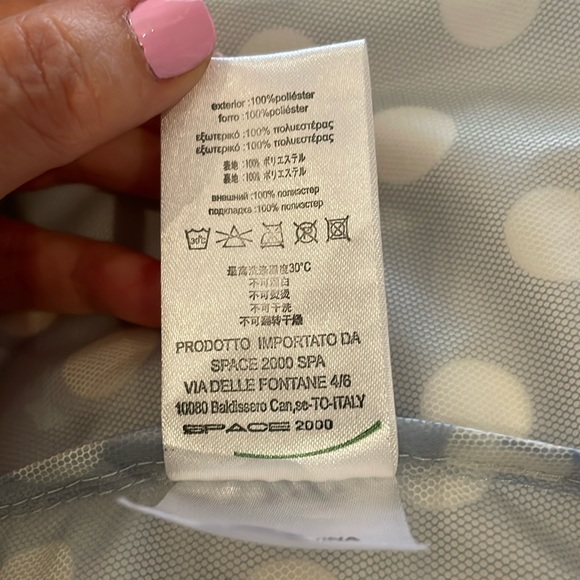 exterior :100%poliéster
forro :100%poliéster
εξωτερικό :100% πολυεστέρας
εξωτερικό :100% πολυεστέρας
裏地 :100% ポリエステル
裏地 :100% ポリエステル
внешний :100% полиэстер
подкладка :100% полиэстер
30°C
最高洗涤温度30°C
不可漂白
不可熨烫
不可干洗
不可翻转干燥
PRODOTTO IMPORTATO DA
SPACE 2000 SPA
VIA DELLE FONTANE 4/6
10080 Baldissero Can,se-TO-ITALY
SPACE 2000